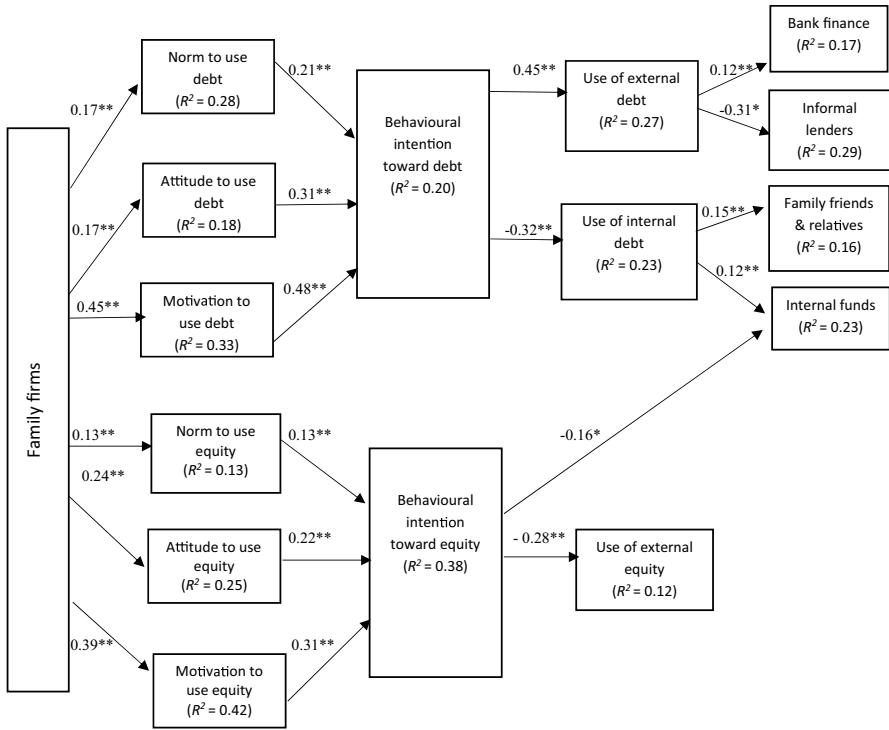 Family firms
0.17**
0.17**
0.45**
0.13**
0.24**
0.39**
Norm to use
debt
(R² = 0.28)
Attitude to use
debt
(R² = 0.18)
Motivation to
use debt
(R² = 0.33)
Norm to use
equity
(R² = 0.13)
Attitude to use
equity
(R² = 0.25)
Motivation to
use equity
(R² = 0.42)
0.21**
0.31**
0.48**
0.13**
0.22**
0.31**
Behavioural
intention
toward debt
(R² = 0.20)
Behavioural
intention
toward equity
(R² = 0.38)
0.45**
-0.32**
-0.16*
- 0.28**
Use of external
debt
(R² = 0.27)
Use of internal
debt
(R² = 0.23)
Use of external
equity
(R² = 0.12)
0.12**
-0.31*
0.15**
0.12**
Bank finance
(R² = 0.17)
Informal
lenders
(R² = 0.29)
Family friends
& relatives
(R² = 0.16)
Internal funds
(R² = 0.23)